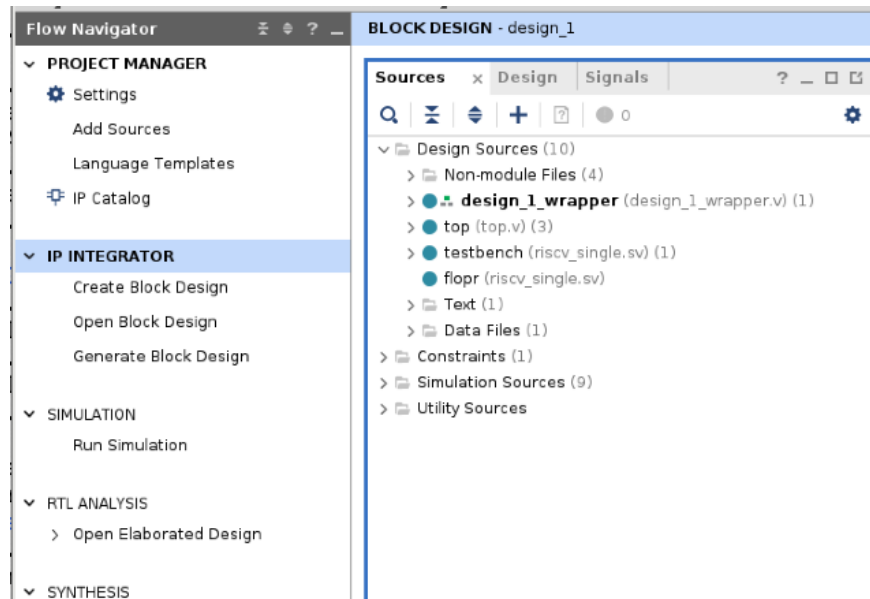 Flow Navigator ? _
PROJECT MANAGER
Settings
Add Sources
Language Templates
IP Catalog
IP INTEGRATOR
Create Block Design
Open Block Design
Generate Block Design
SIMULATION
Run Simulation
RTL ANALYSIS
Open Elaborated Design
SYNTHESIS
BLOCK DESIGN - design_1
Sources x Design Signals ? _
? 0
Design Sources (10)
Non-module Files (4)
design_1_wrapper (design_1_wrapper.v) (1)
top (top.v) (3)
testbench (riscv_single.sv) (1)
flopr (riscv_single.sv)
Text (1)
Data Files (1)
Constraints (1)
Simulation Sources (9)
Utility Sources